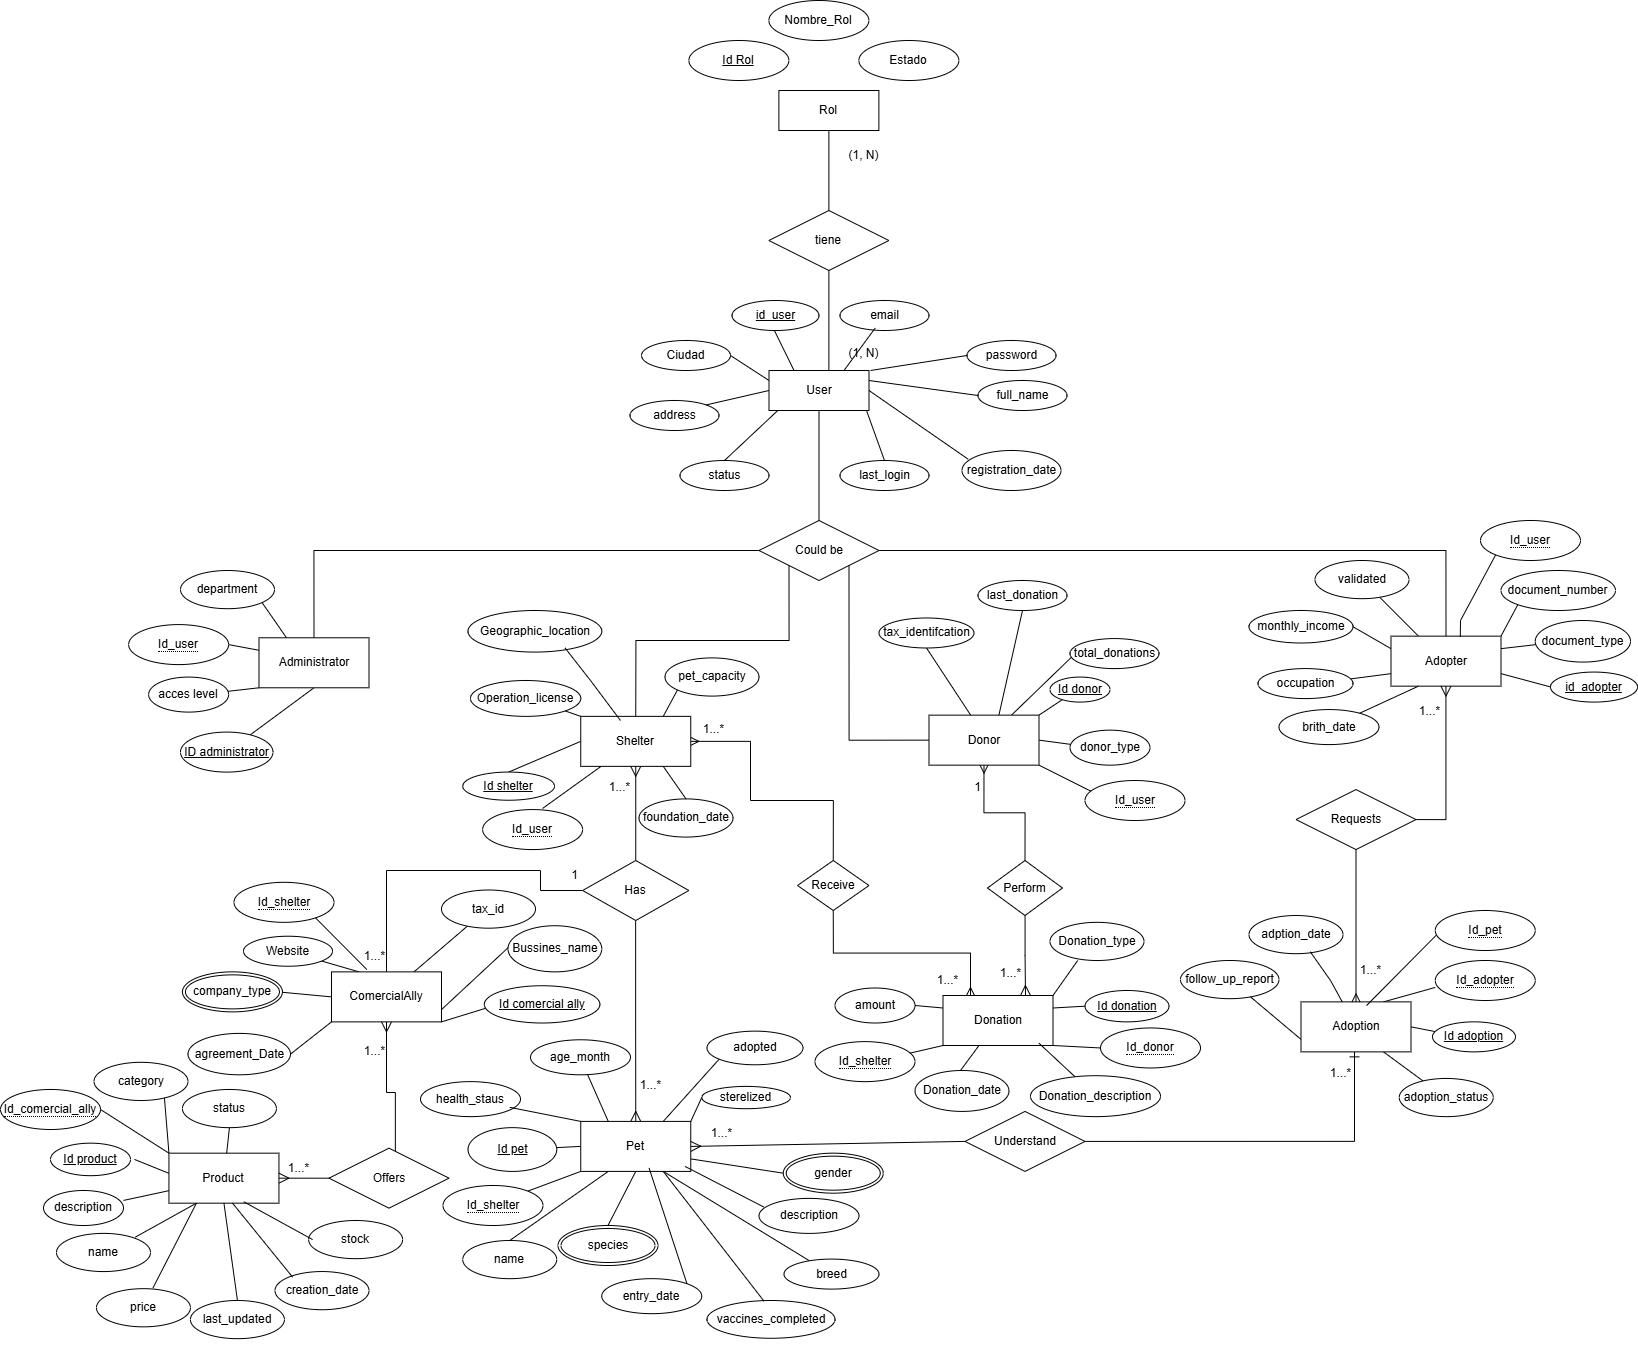 Nombre_Rol
Id Rol
Estado
Rol
(1, N)
tiene
id_user
email
Ciudad
(1, N)
password
User
full_name
address
status
last_login
registration_date
Could be
Id_user
department
validated
document_number
last_donation
Geographic_location
tax_identifcation
monthly_income
Id_user
document_type
total_donations
Administrator
Adopter
pet_capacity
occupation
id_adopter
Id donor
acces level
Operation_license
1...*
1...*
brith_date
Shelter
Donor
donor_type
ID administrator
Id shelter
1...*
1
Id_user
Id_user
foundation_date
Requests
1
Has
Receive
Perform
Id_shelter
tax_id
Website
Bussines_name
Donation_type
adption_date
Id_pet
1...*
1...*
1...*
1...*
follow_up_report
Id_adopter
company_type
ComercialAlly
Id comercial ally
amount
Donation
Id donation
Adoption
Id adoption
agreement_Date
1...*
age_month
adopted
Id_shelter
Id_donor
1...*
category
1...*
Donation_date
Donation_description
adoption_status
health_staus
sterelized
Id_comercial_ally
status
1...*
Understand
Id pet
Pet
Id product
1...*
Product
Offers
gender
description
Id_shelter
description
name
stock
name
species
breed
price
last_updated
creation_date
entry_date
vaccines_completed